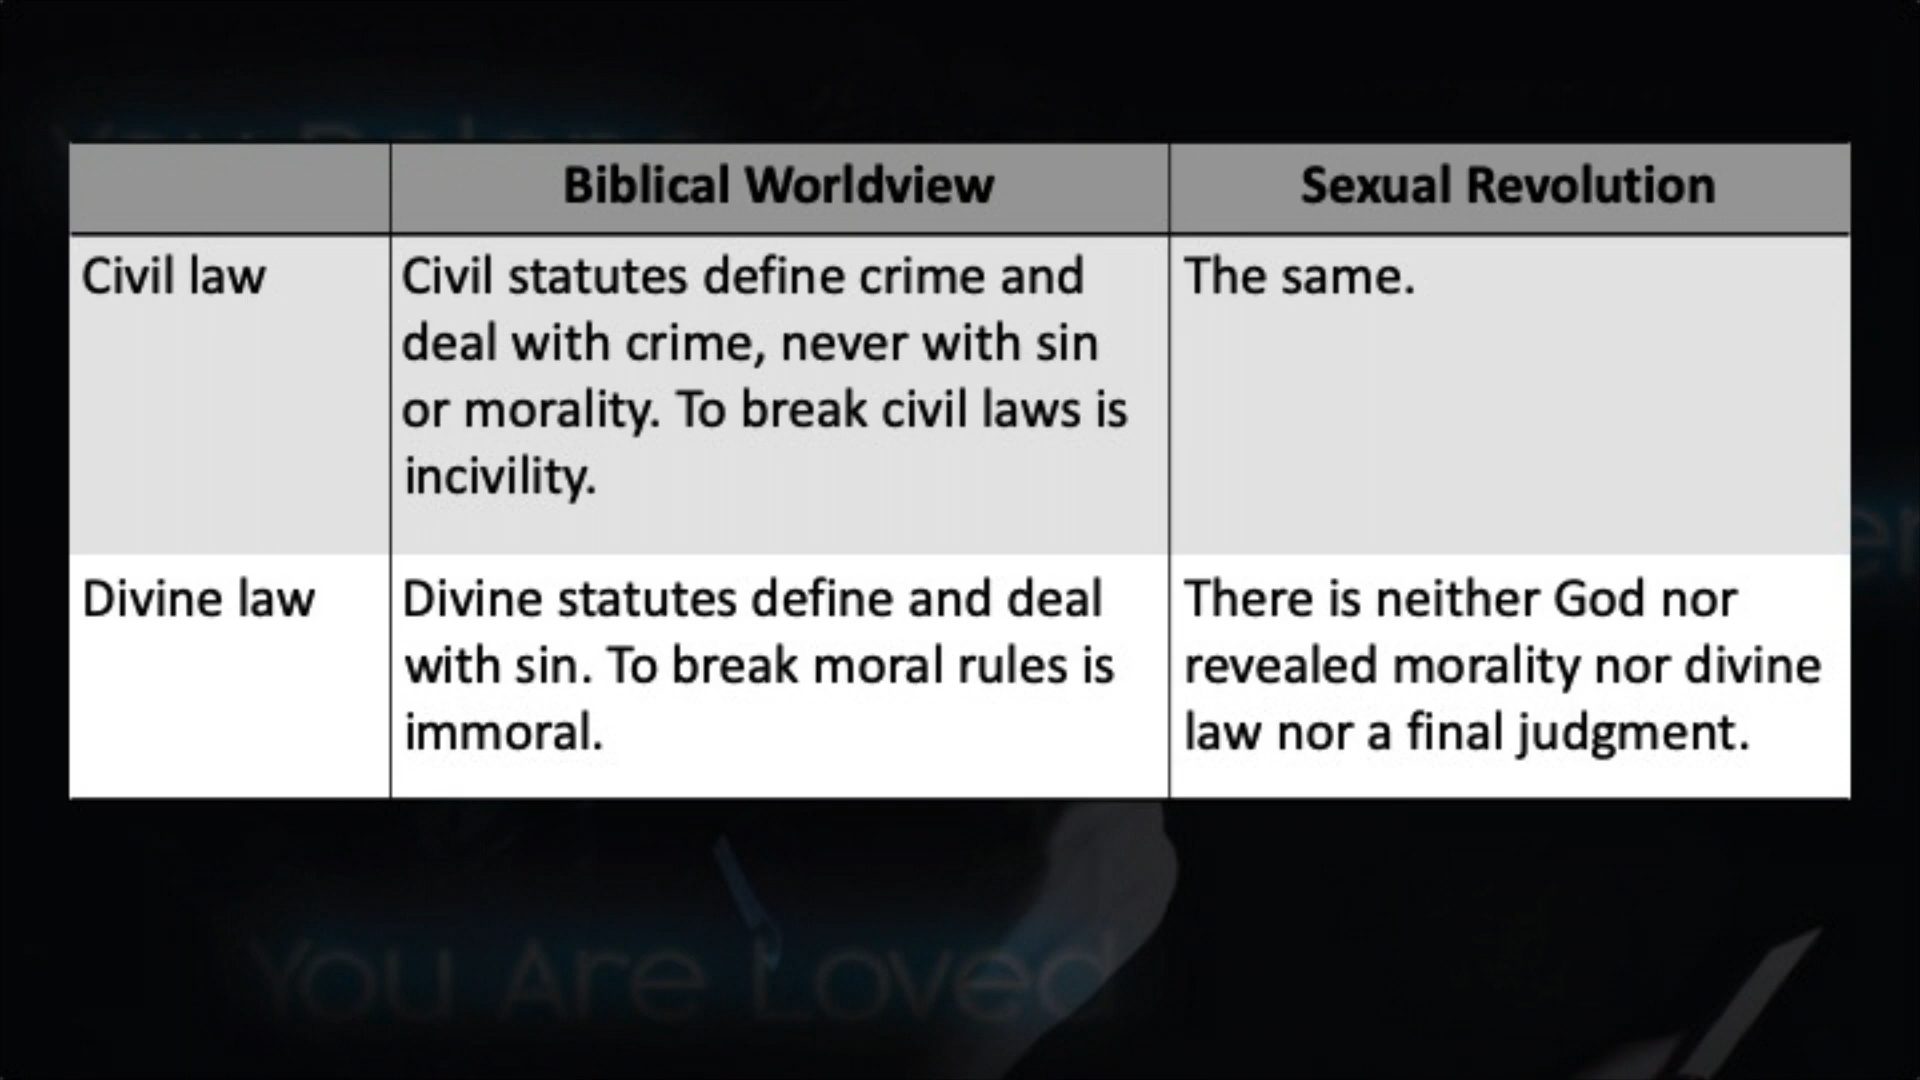 Biblical Worldview
Sexual Revolution
Civil law
Civil statutes define crime and
deal with crime, never with sin
or morality. To break civil laws is
incivility.
The same.
Divine law
Divine statutes define and deal
with sin. To break moral rules is
immoral.
There is neither God nor
revealed morality nor divine
law nor a final judgment.
You Are Loved